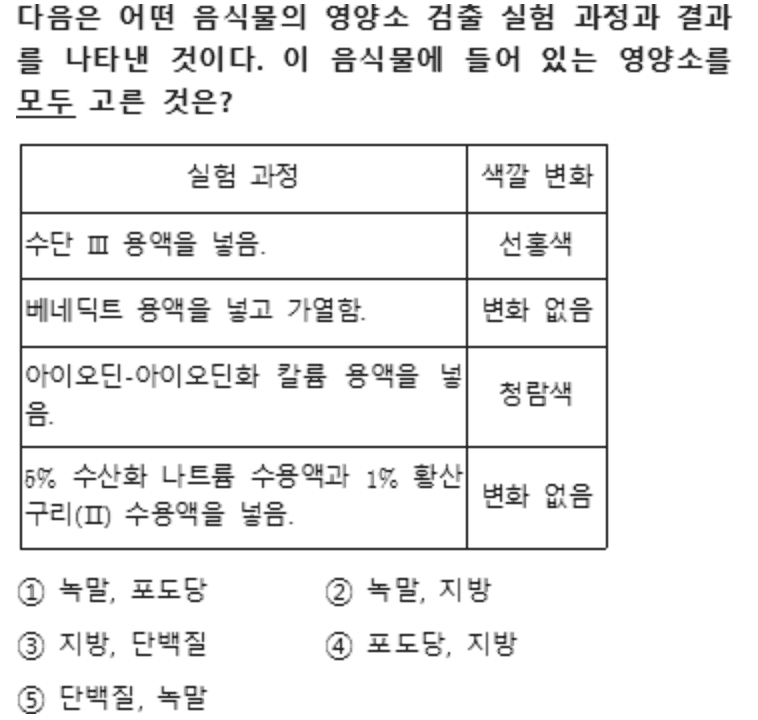 다음은 어떤 음식물의 영양소 검출 실험 과정과 결과
를 나타낸 것이다. 이 음식물에 들어 있는 영양소를
모두 고른 것은?
실험 과정 색깔 변화
수단 Ⅲ 용액을 넣음. 선홍색
베네딕트 용액을 넣고 가열함. 변화 없음
아이오딘-아이오딘화 칼륨 용액을 넣
음. 청람색
5% 수산화 나트륨 수용액과 1% 황산
구리(Ⅱ) 수용액을 넣음. 변화 없음
① 녹말, 포도당 ② 녹말, 지방
③ 지방, 단백질 ④ 포도당, 지방
⑤ 단백질, 녹말